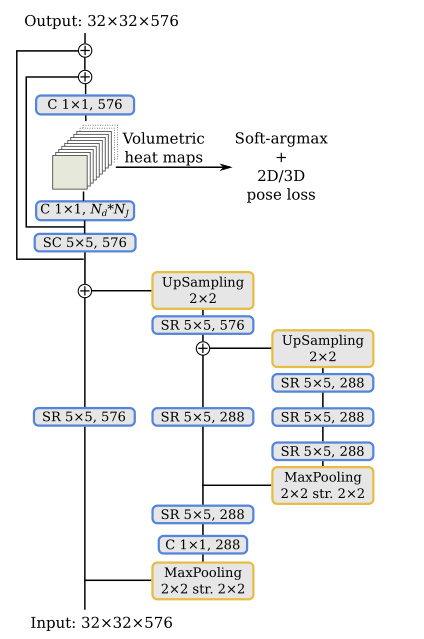 Output: 32×32×576
C 1×1, 576
Volumetric
heat maps
Soft-argmax
+
2D/3D
pose loss
C 1×1, N_d*N_J
SC 5×5, 576
UpSampling
2×2
SR 5×5, 576
UpSampling
2×2
SR 5×5, 288
SR 5×5, 576
SR 5×5, 288
SR 5×5, 288
SR 5×5, 288
MaxPooling
2×2 str. 2×2
SR 5×5, 288
C 1×1, 288
MaxPooling
2×2 str. 2×2
Input: 32×32×576